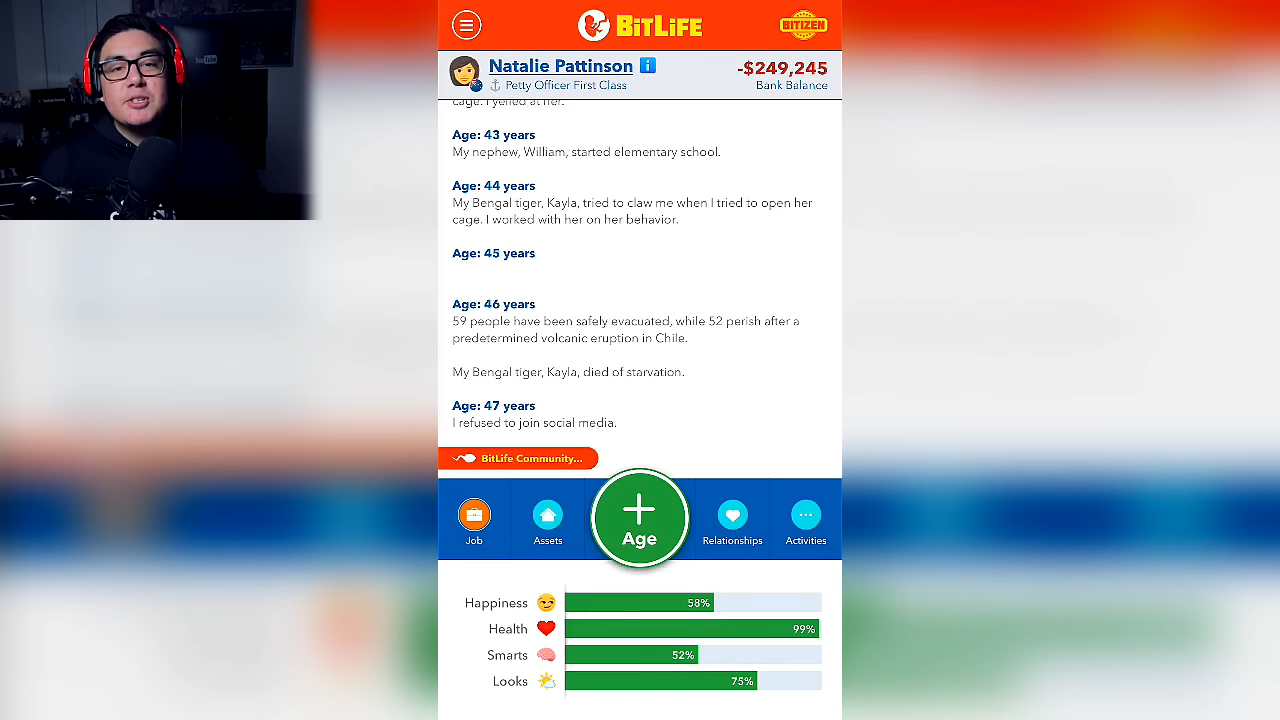 BITLIFE
BITIZEN
Natalie Pattinson i
-$249,245
Petty Officer First Class
Bank Balance
cage. I yelled at her.
Age: 43 years
My nephew, William, started elementary school.
Age: 44 years
My Bengal tiger, Kayla, tried to claw me when I tried to open her
cage. I worked with her on her behavior.
Age: 45 years
Age: 46 years
59 people have been safely evacuated, while 52 perish after a
predetermined volcanic eruption in Chile.
My Bengal tiger, Kayla, died of starvation.
Age: 47 years
I refused to join social media.
BitLife Community...
Job
Assets
Age
Relationships
Activities
Happiness 58%
Health 99%
Smarts 52%
Looks 75%